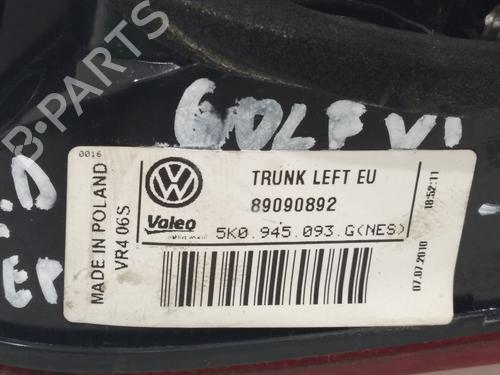 B-PARTS
GOLF VI
0016
MADE IN POLAND
VR4 06S
Valeo
TRUNK LEFT EU
89090892
5K0.945.093.G(NES)
18:52:11
07.07.2010